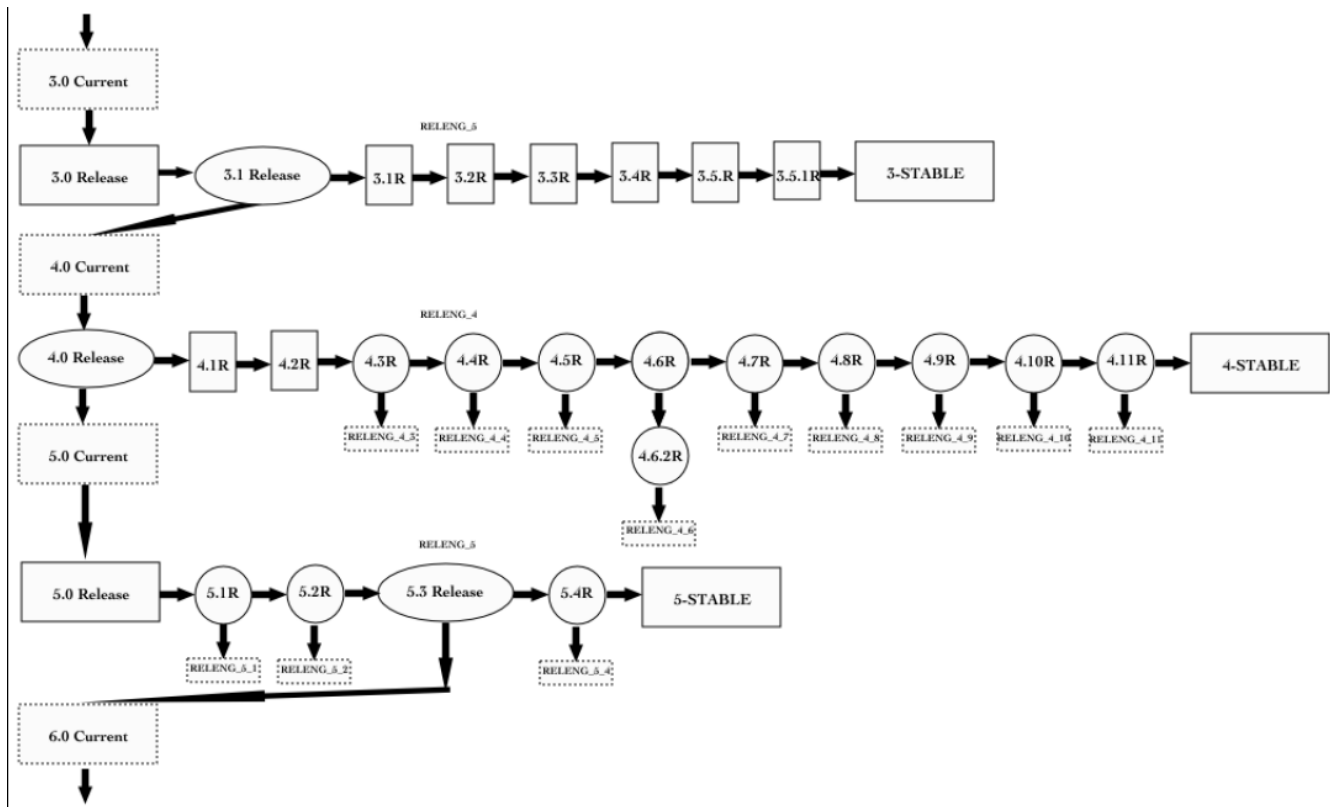 3.0 Current
RELENG_5
3.0 Release
3.1 Release
3.1R
3.2R
3.3R
3.4R
3.5.R
3.5.1R
3-STABLE
4.0 Current
RELENG_4
4.0 Release
4.1R
4.2R
4.3R
4.4R
4.5R
4.6R
4.7R
4.8R
4.9R
4.10R
4.11R
4-STABLE
RELENG_4_3
RELENG_4_4
RELENG_4_5
RELENG_4_7
RELENG_4_8
RELENG_4_9
RELENG_4_10
RELENG_4_11
5.0 Current
4.6.2R
RELENG_4_6
RELENG_5
5.0 Release
5.1R
5.2R
5.3 Release
5.4R
5-STABLE
RELENG_5_1
RELENG_5_2
RELENG_5_4
6.0 Current